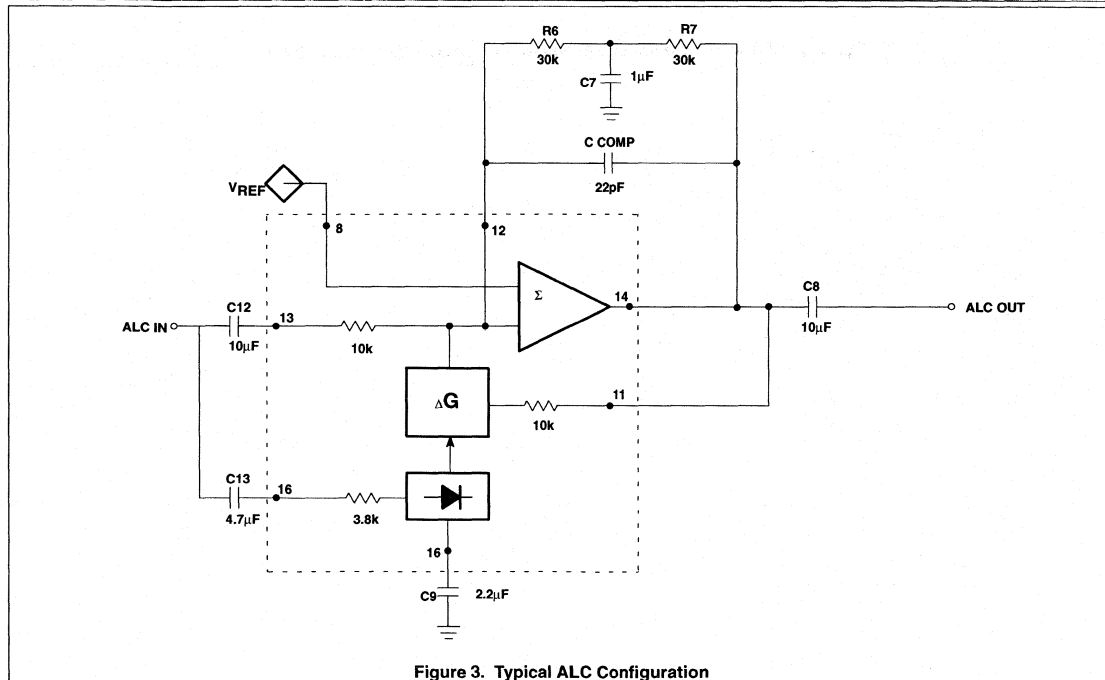 R6
30k
R7
30k
C7
1µF
C COMP
22pF
VREF
8
12
Σ
14
C8
10µF
ALC OUT
ALC IN
C12
10µF
13
10k
ΔG
10k
11
C13
4.7µF
16
3.8k
16
C9
2.2µF
Figure 3. Typical ALC Configuration